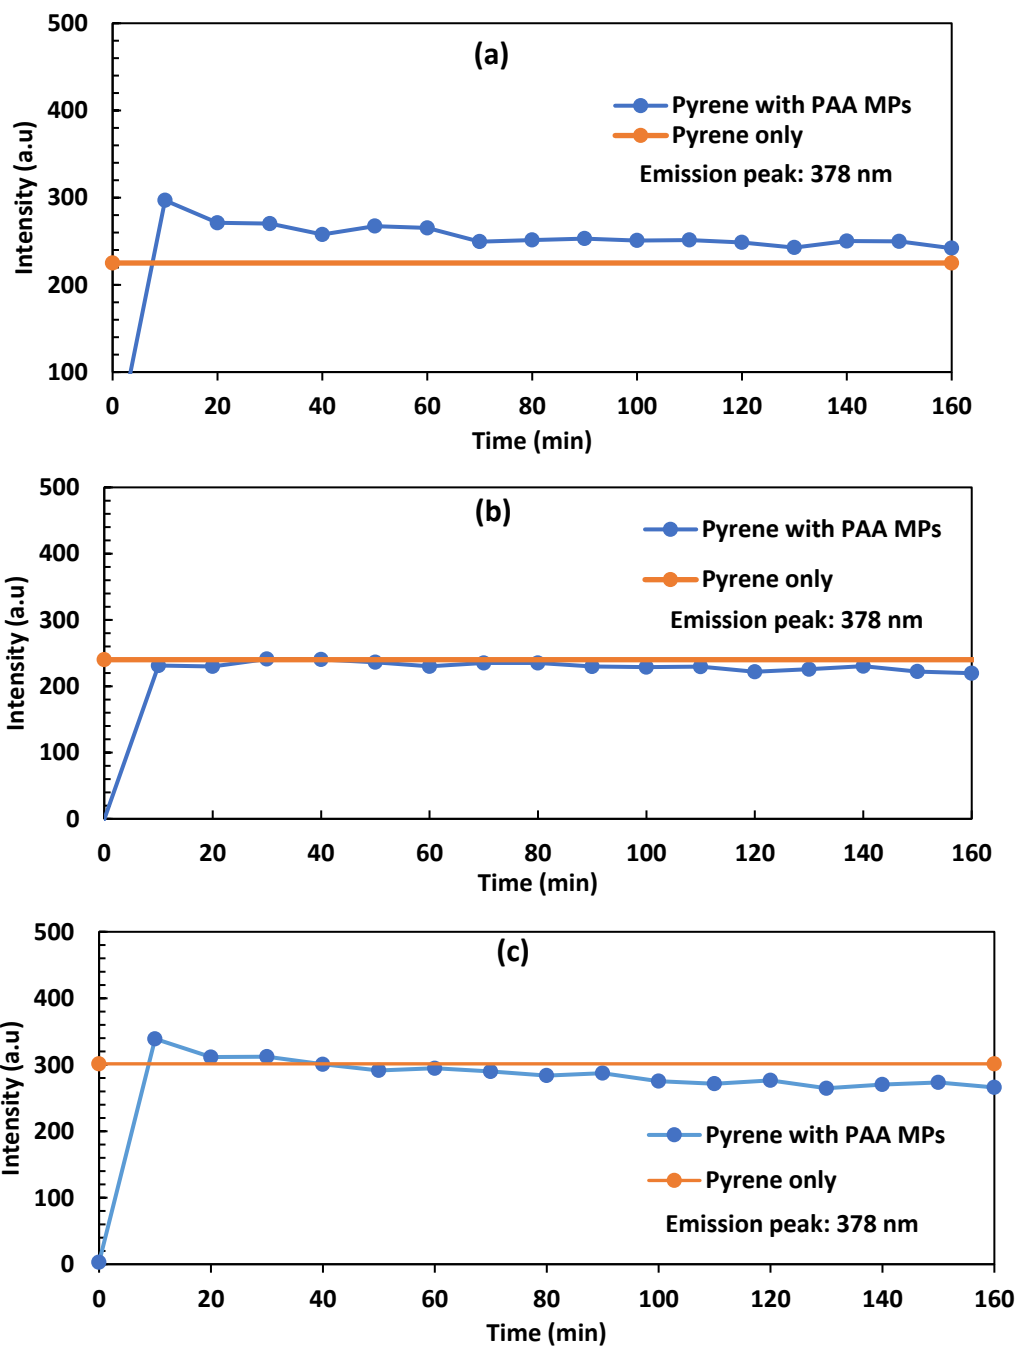 (a)
Intensity (a.u)
500
400
300
200
100
Pyrene with PAA MPs
Pyrene only
Emission peak: 378 nm
0 20 40 60 80 100 120 140 160
Time (min)
(b)
Intensity (a.u)
500
400
300
200
100
0
Pyrene with PAA MPs
Pyrene only
Emission peak: 378 nm
0 20 40 60 80 100 120 140 160
Time (min)
(c)
Intensity (a.u)
500
400
300
200
100
0
Pyrene with PAA MPs
Pyrene only
Emission peak: 378 nm
0 20 40 60 80 100 120 140 160
Time (min)